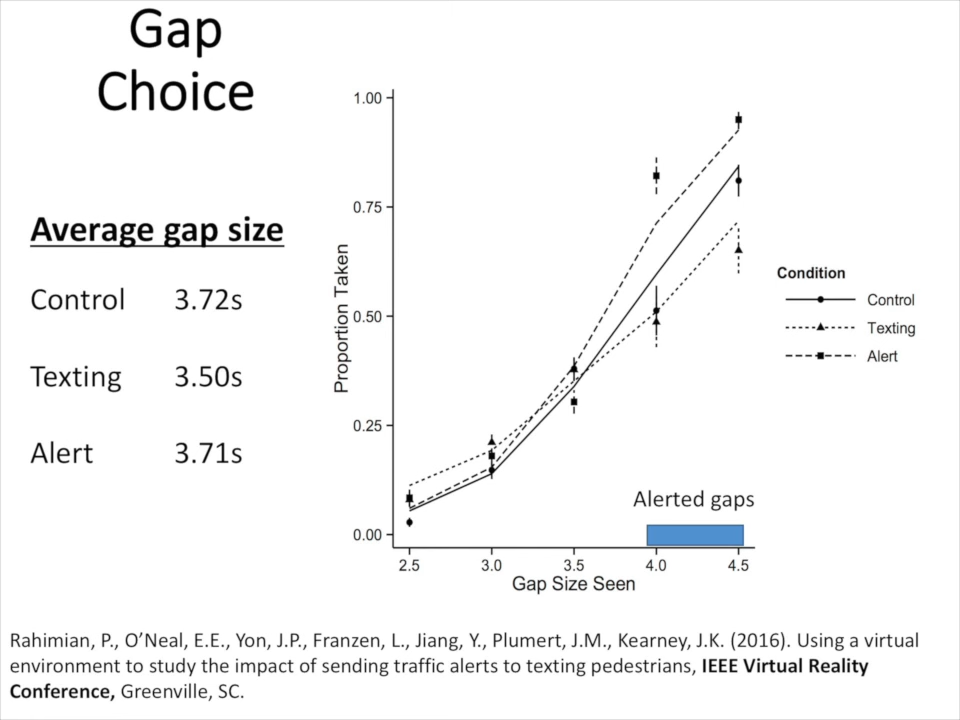 Gap
Choice
Average gap size
Control 3.72s
Texting 3.50s
Alert 3.71s
1.00
0.75
0.50
0.25
0.00
Proportion Taken
2.5 3.0 3.5 4.0 4.5
Gap Size Seen
Alerted gaps
Condition
Control
Texting
Alert
Rahimian, P., O’Neal, E.E., Yon, J.P., Franzen, L., Jiang, Y., Plumert, J.M., Kearney, J.K. (2016). Using a virtual
environment to study the impact of sending traffic alerts to texting pedestrians, IEEE Virtual Reality
Conference, Greenville, SC.